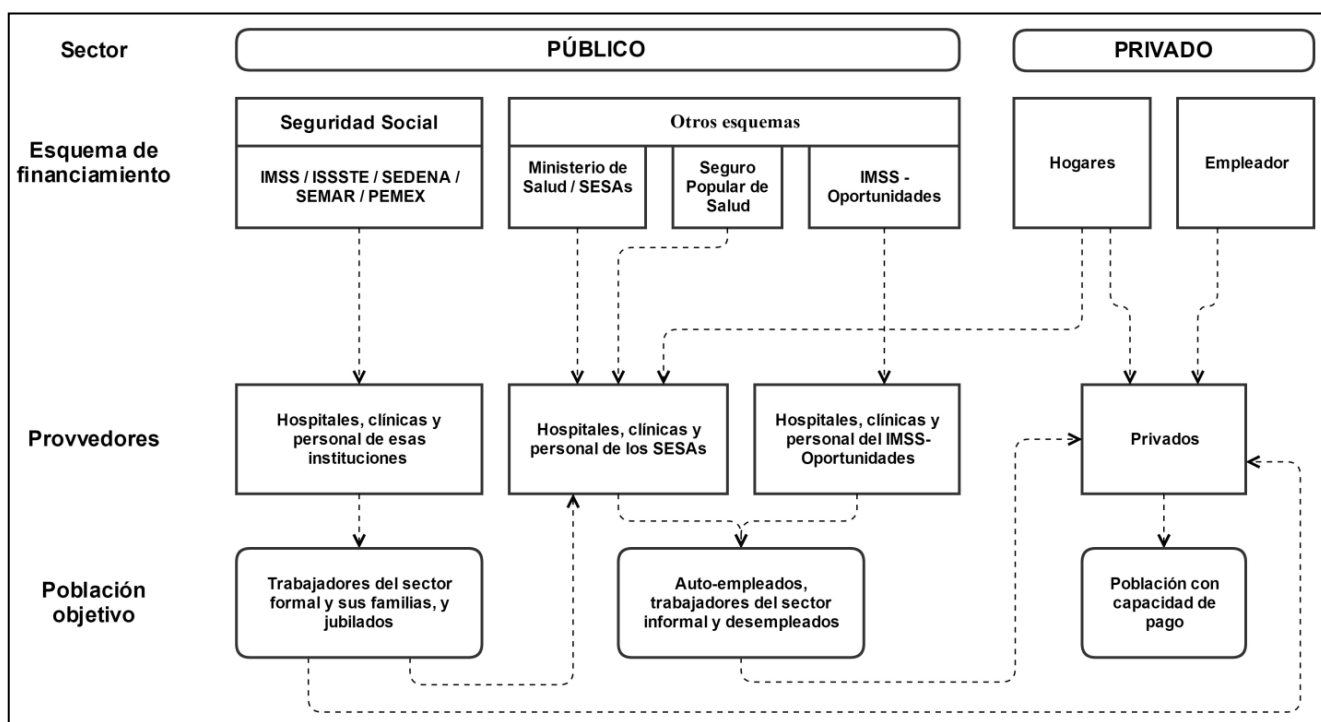 Sector
PÚBLICO
PRIVADO
Esquema de
financiamiento
Seguridad Social
IMSS / ISSSTE / SEDENA /
SEMAR / PEMEX
Otros esquemas
Ministerio de
Salud / SESAs
Seguro
Popular de
Salud
IMSS -
Oportunidades
Hogares
Empleador
Provvedores
Hospitales, clínicas y
personal de esas
instituciones
Hospitales, clínicas y
personal de los SESAs
Hospitales, clínicas y
personal del IMSS-
Oportunidades
Privados
Población
objetivo
Trabajadores del sector
formal y sus familias, y
jubilados
Auto-empleados,
trabajadores del sector
informal y desempleados
Población con
capacidad de
pago